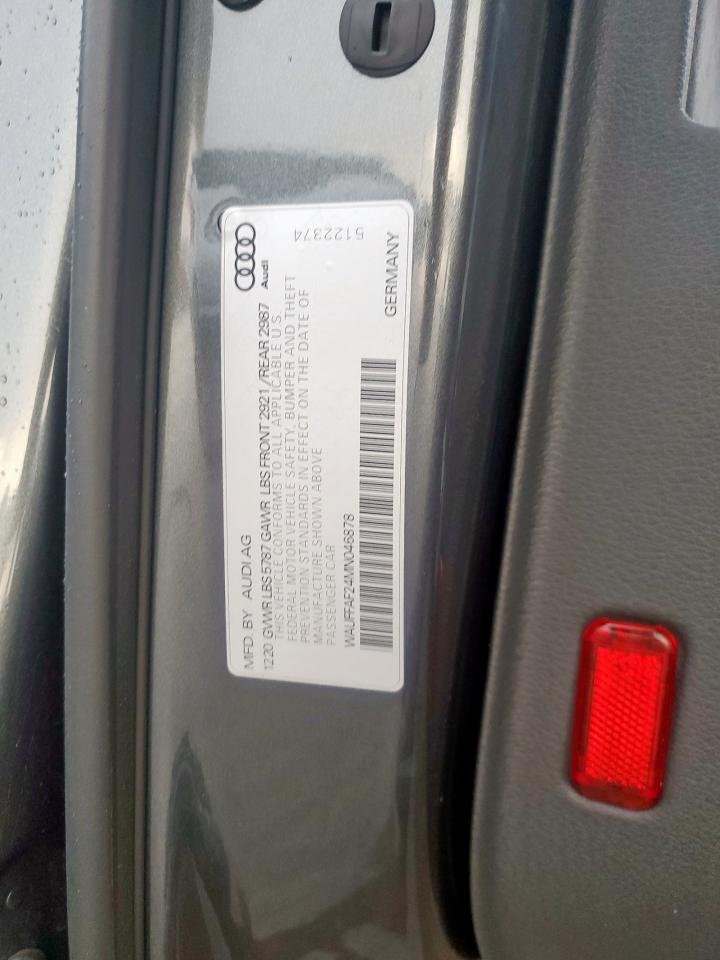 Audi
MFD. BY AUDI AG
12.20 GVWR LBS 5787 GAWR LBS FRONT 2921 /REAR 2987
THIS VEHICLE CONFORMS TO ALL APPLICABLE U.S.
FEDERAL MOTOR VEHICLE SAFETY, BUMPER AND THEFT
PREVENTION STANDARDS IN EFFECT ON THE DATE OF
MANUFACTURE SHOWN ABOVE
PASSENGER CAR
WAUFFAF24MN046878
GERMANY
5122374